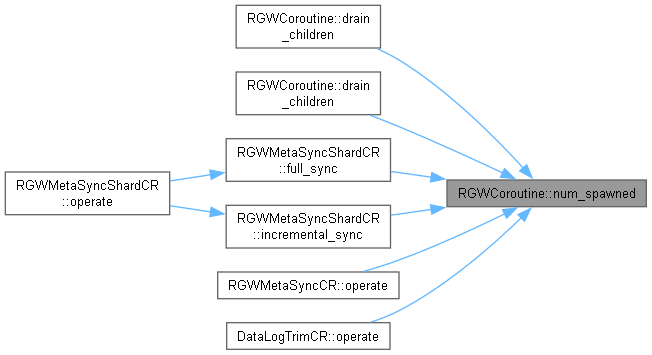 RGWCoroutine::drain
_children
RGWCoroutine::drain
_children
RGWMetaSyncShardCR
::full_sync
RGWMetaSyncShardCR
::operate
RGWCoroutine::num_spawned
RGWMetaSyncShardCR
::incremental_sync
RGWMetaSyncCR::operate
DataLogTrimCR::operate